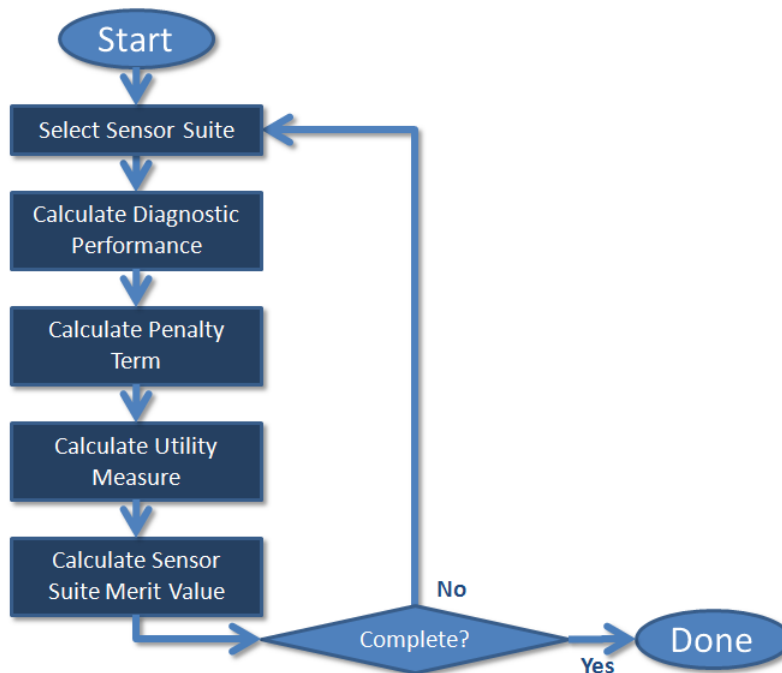 Start
Select Sensor Suite
Calculate Diagnostic
Performance
Calculate Penalty
Term
Calculate Utility
Measure
Calculate Sensor
Suite Merit Value
No
Complete?
Done
Yes